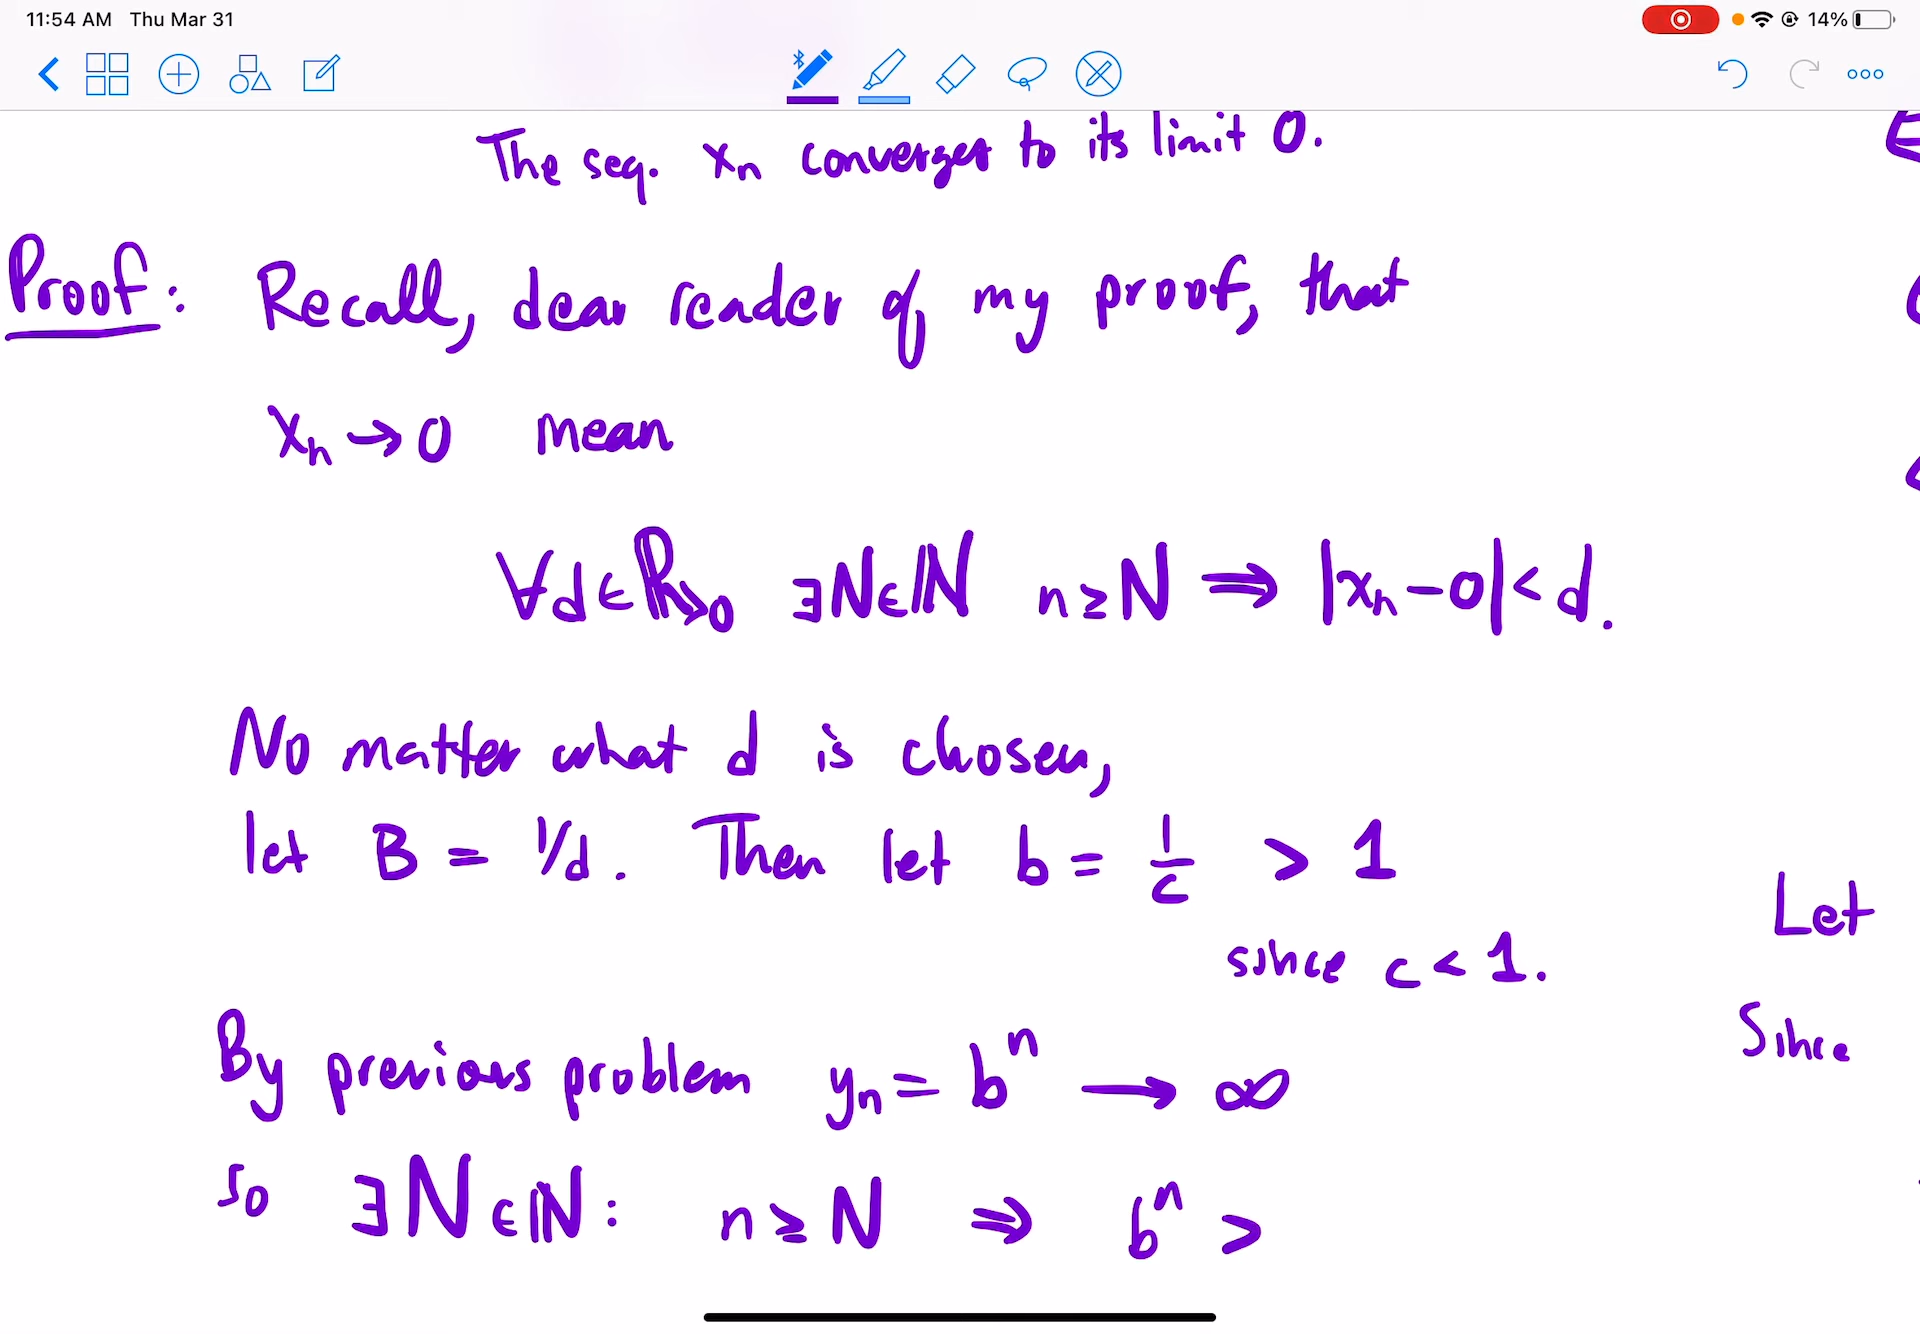 11:54 AM Thu Mar 31
14%
The seq. xₙ converges to its limit 0.
Proof: Recall, dear reader of my proof, that
xₙ → 0 mean
∀d∈ℝ>0 ∃N∈ℕ n≥N ⇒ |xₙ-0|<d.
No matter what d is chosen,
let B = 1/d. Then let b = 1/c > 1
since c < 1.
Let
Since
By previous problem yₙ = bⁿ → ∞
so ∃N∈ℕ: n≥N ⇒ bⁿ >